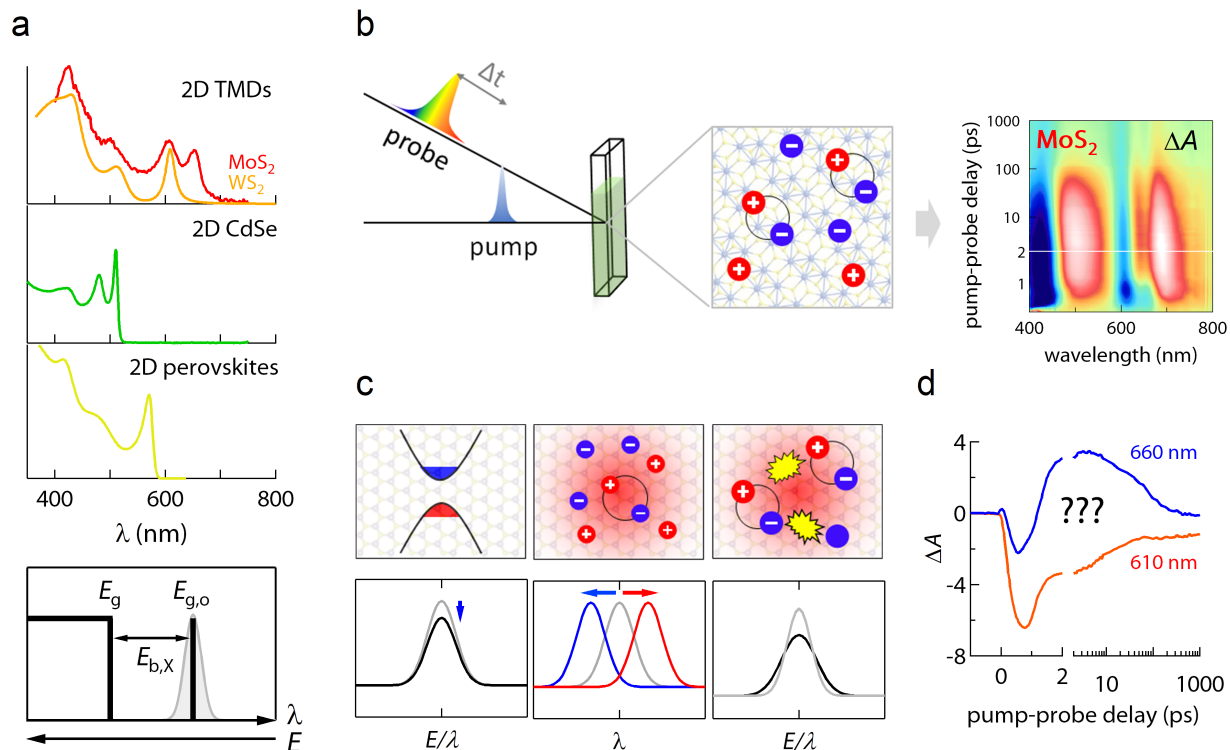 a
2D TMDs
MoS2
WS2
2D CdSe
2D perovskites
400 600 800
λ (nm)
Eg
Eg,o
Eb,X
λ
E
b
Δt
probe
pump
+ − + −
MoS2 ΔA
pump-probe delay (ps)
1000
100
10
2
1
400 600 800
wavelength (nm)
c
E/λ
λ
E/λ
d
4
0
-4
-8
ΔA
660 nm
???
610 nm
0 2 10 1000
pump-probe delay (ps)